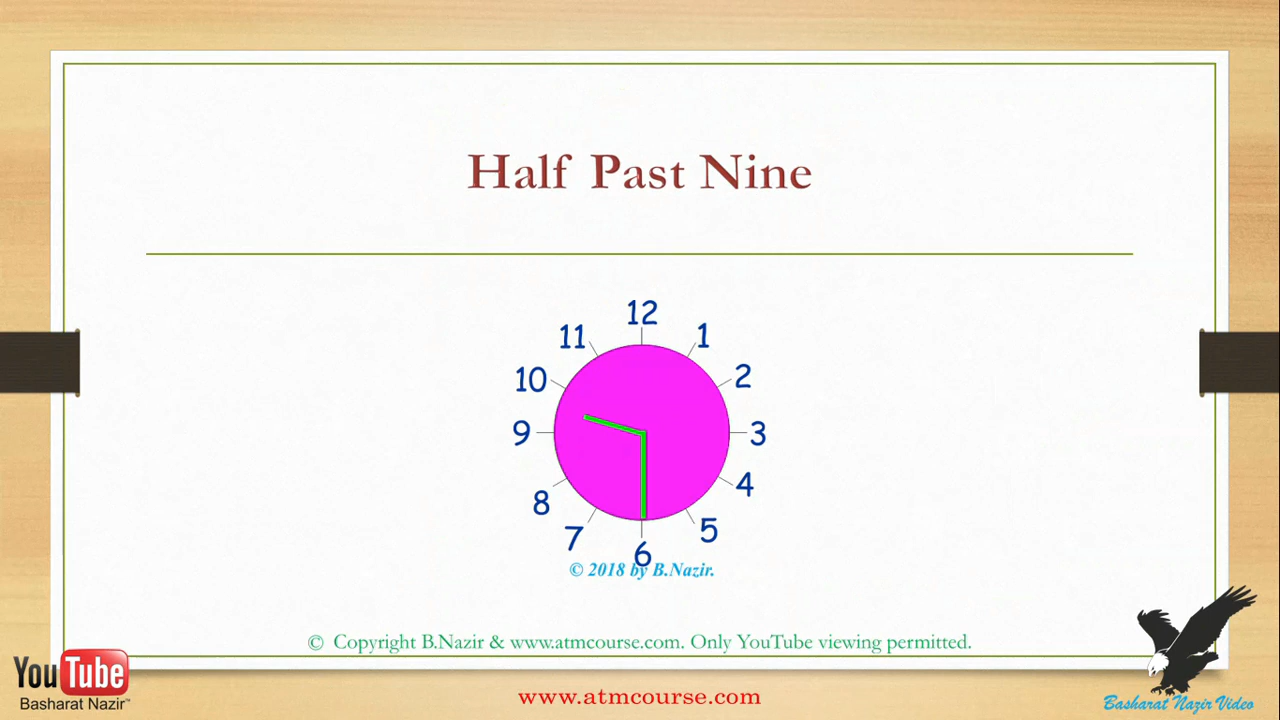 Half Past Nine
12
11
1
10
2
9
3
8
4
7
5
6
© 2018 by B.Nazir.
© Copyright B.Nazir & www.atmcourse.com. Only YouTube viewing permitted.
YouTube
Basharat Nazir™
www.atmcourse.com
Basharat Nazir Video